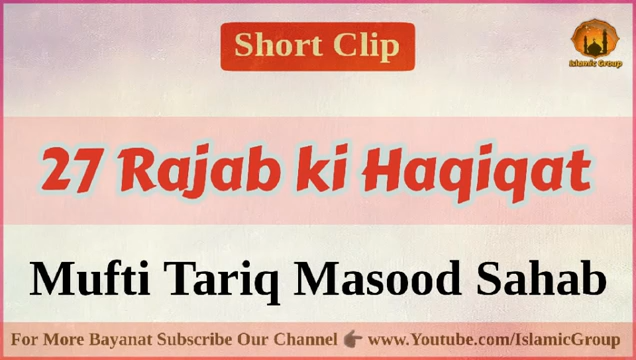 Short Clip
Islamic Group
27 Rajab ki Haqiqat
Mufti Tariq Masood Sahab
For More Bayanat Subscribe Our Channel 👉 www.Youtube.com/IslamicGroup